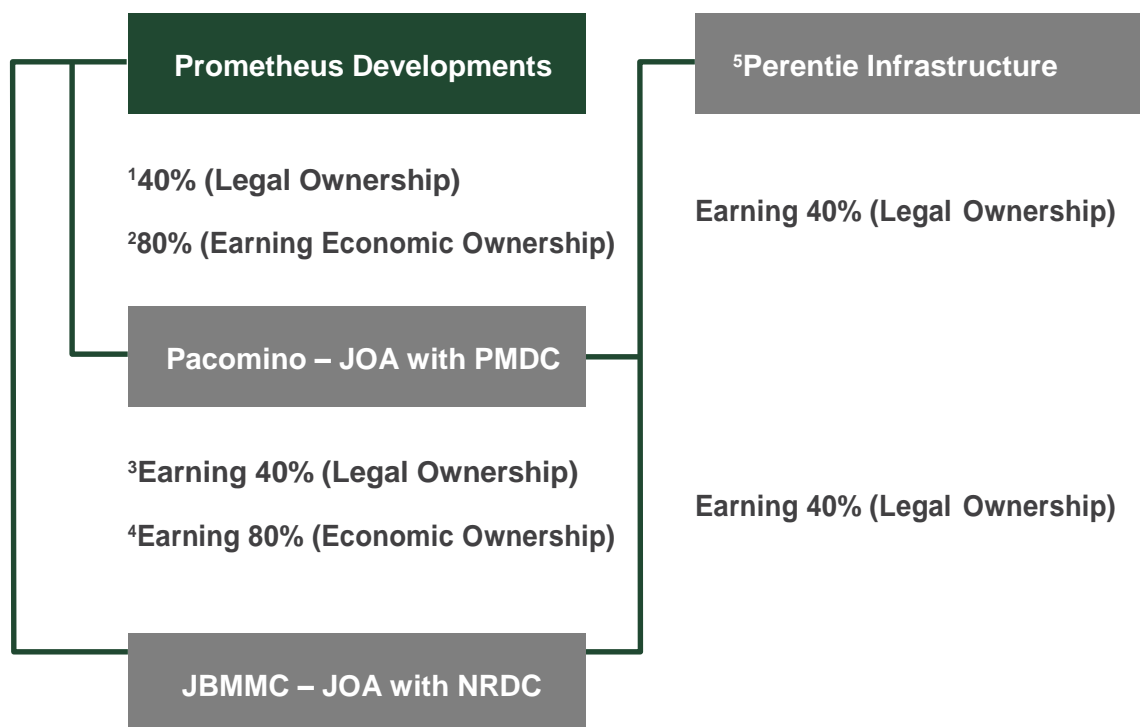 Prometheus Developments
⁵Perentie Infrastructure
¹40% (Legal Ownership)
²80% (Earning Economic Ownership)
Earning 40% (Legal Ownership)
Pacomino – JOA with PMDC
³Earning 40% (Legal Ownership)
⁴Earning 80% (Economic Ownership)
Earning 40% (Legal Ownership)
JBMMC – JOA with NRDC